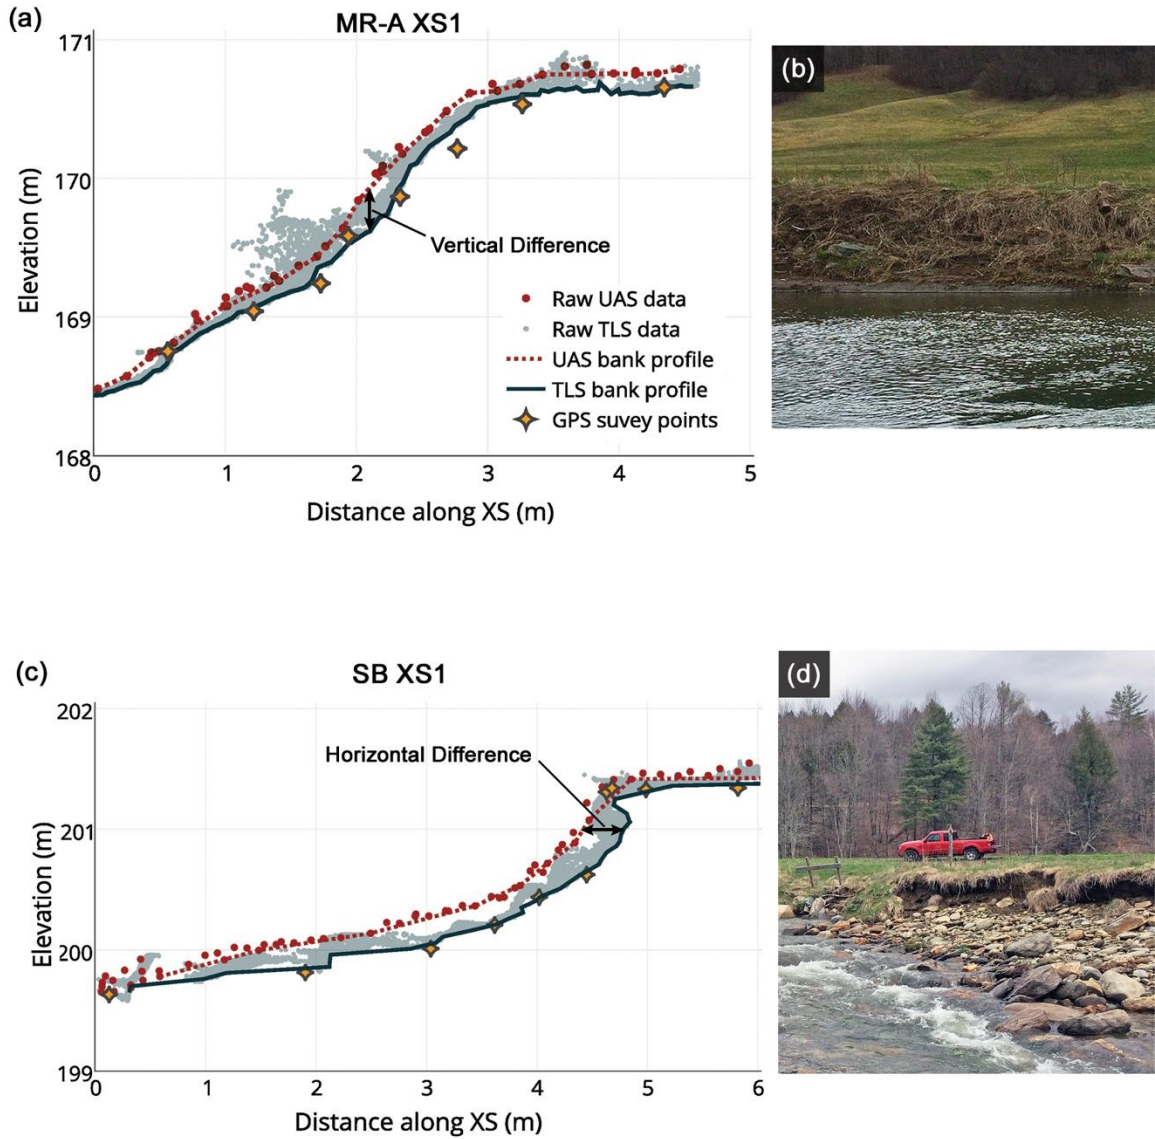 (a)
MR-A XS1
171
170
169
168
Elevation (m)
Vertical Difference
Raw UAS data
Raw TLS data
UAS bank profile
TLS bank profile
GPS suvey points
0 1 2 3 4 5
Distance along XS (m)
(b)
(c)
SB XS1
202
201
200
199
Elevation (m)
Horizontal Difference
0 1 2 3 4 5 6
Distance along XS (m)
(d)